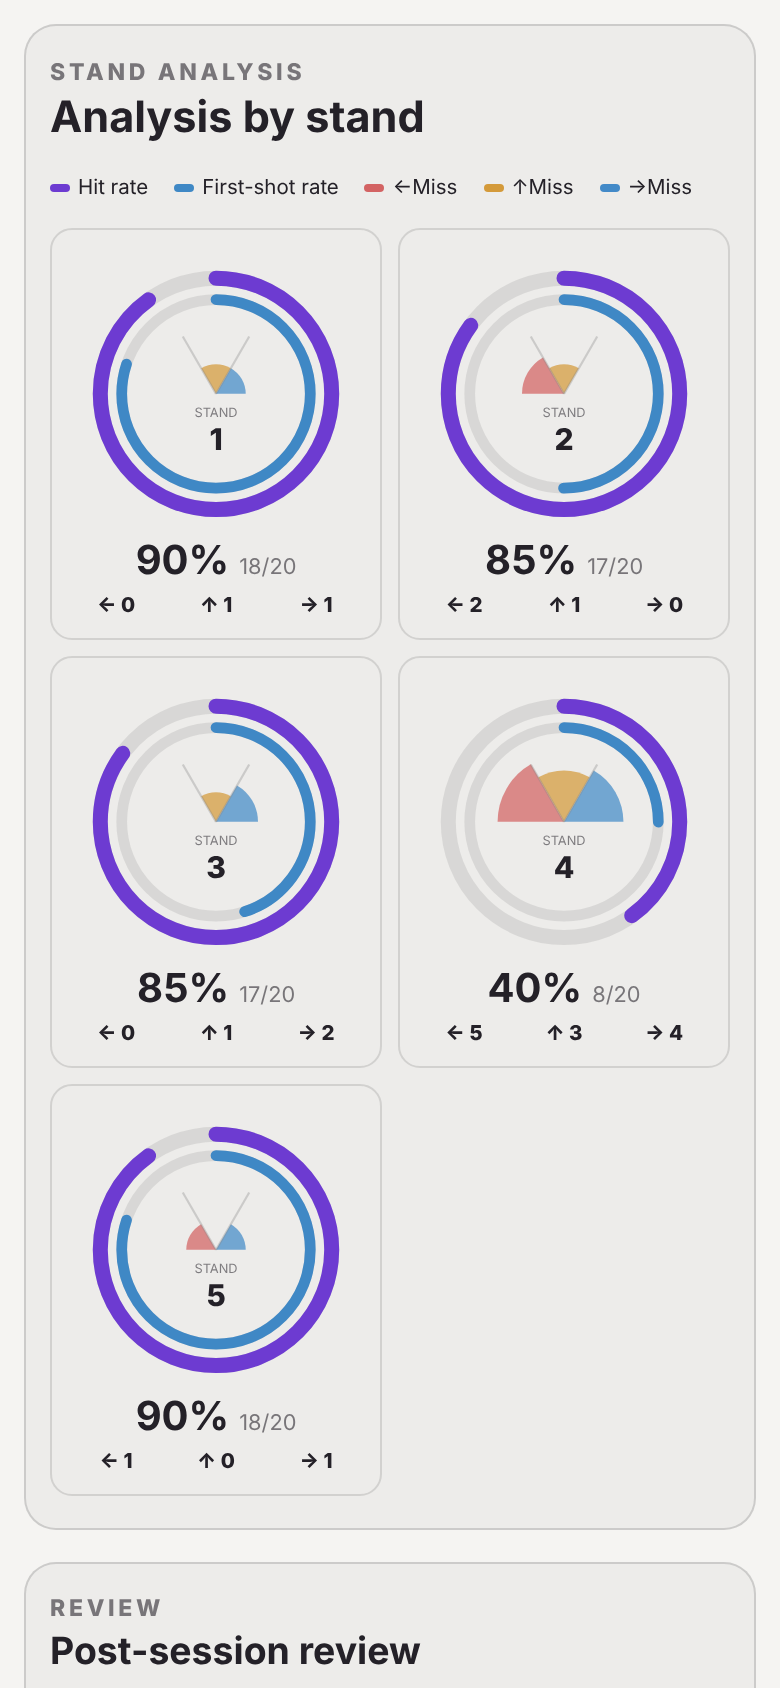 STAND ANALYSIS
Analysis by stand
Hit rate First-shot rate ←Miss ↑Miss →Miss
STAND
1
90% 18/20
← 0 ↑ 1 → 1
STAND
2
85% 17/20
← 2 ↑ 1 → 0
STAND
3
85% 17/20
← 0 ↑ 1 → 2
STAND
4
40% 8/20
← 5 ↑ 3 → 4
STAND
5
90% 18/20
← 1 ↑ 0 → 1
REVIEW
Post-session review